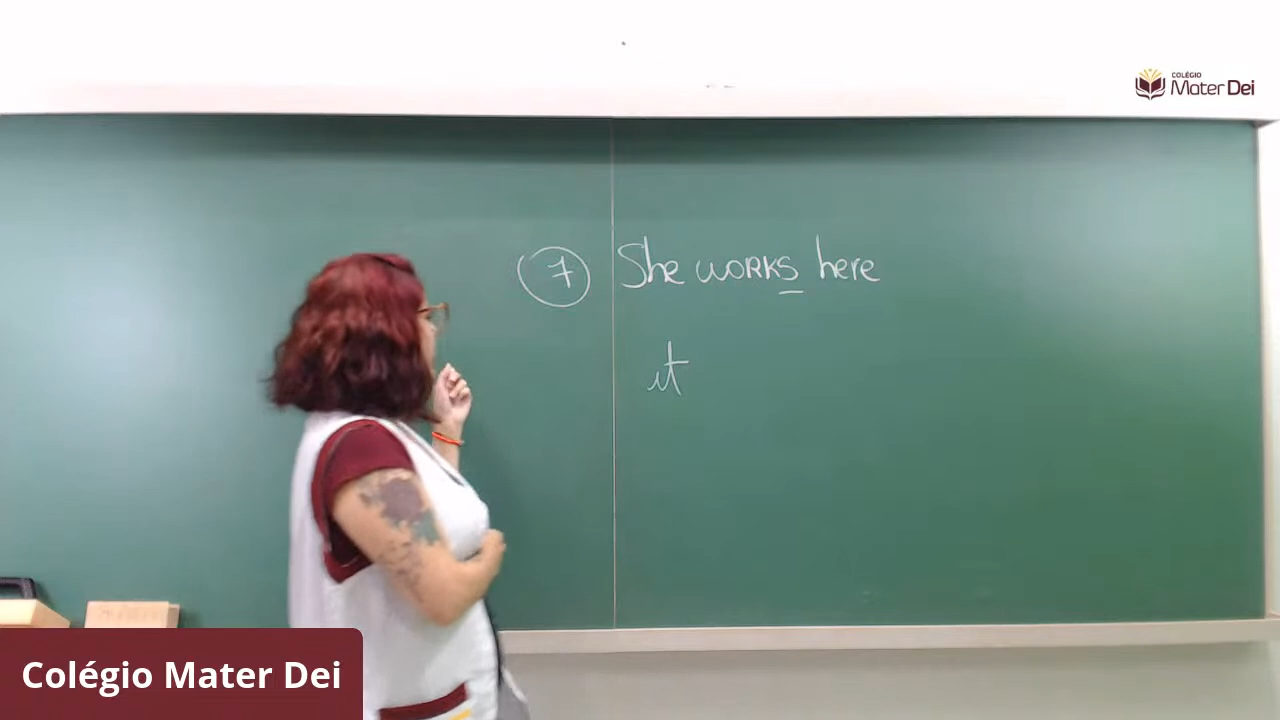 COLÉGIO
Mater Dei
7 She works here
it
Colégio Mater Dei